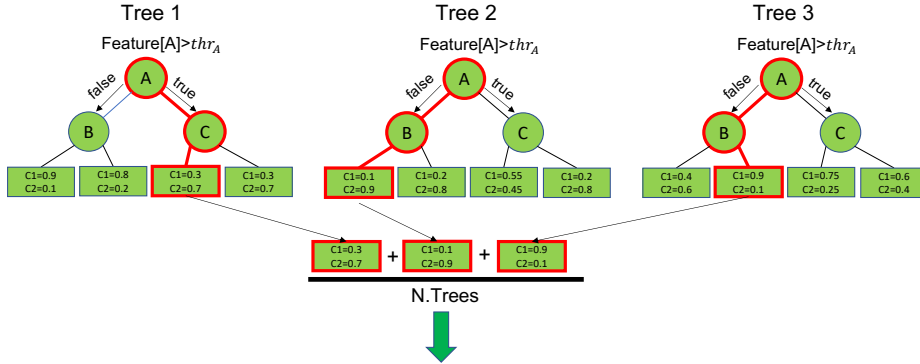 Tree 1
Tree 2
Tree 3
Feature[A]>thr_A
Feature[A]>thr_A
Feature[A]>thr_A
A
false
true
B
C
A
false
true
B
C
A
false
true
B
C
C1=0.9
C2=0.1
C1=0.8
C2=0.2
C1=0.3
C2=0.7
C1=0.3
C2=0.7
C1=0.1
C2=0.9
C1=0.2
C2=0.8
C1=0.55
C2=0.45
C1=0.2
C2=0.8
C1=0.4
C2=0.6
C1=0.9
C2=0.1
C1=0.75
C2=0.25
C1=0.6
C2=0.4
C1=0.3
C2=0.7
+
C1=0.1
C2=0.9
+
C1=0.9
C2=0.1
N.Trees